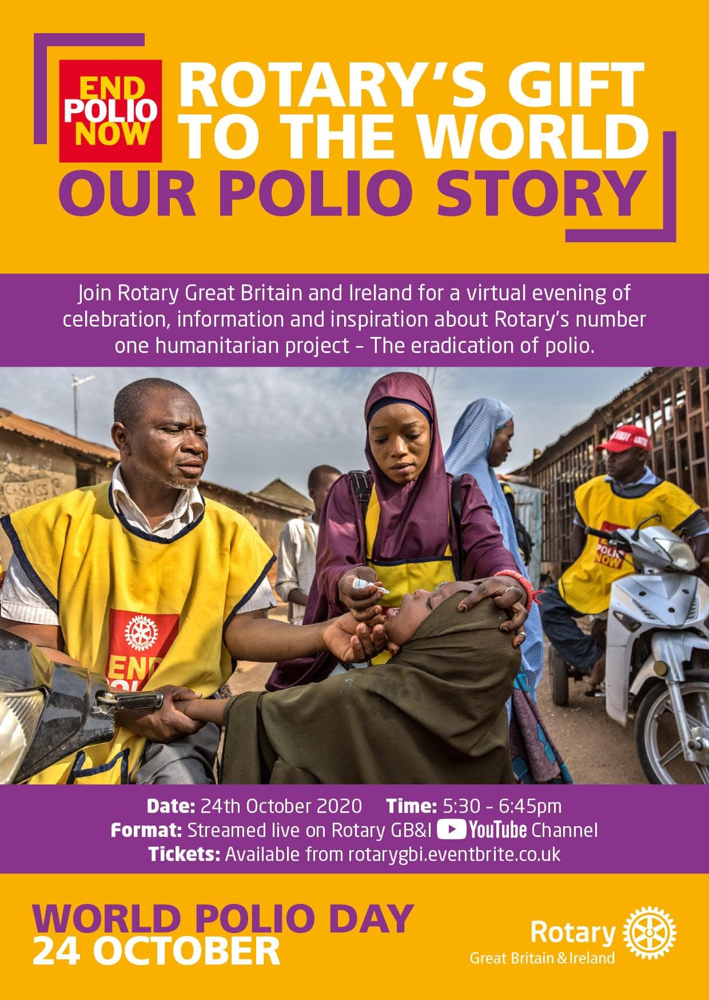 END
POLIO
NOW
ROTARY'S GIFT
TO THE WORLD
OUR POLIO STORY
Join Rotary Great Britain and Ireland for a virtual evening of
celebration, information and inspiration about Rotary's number
one humanitarian project – The eradication of polio.
END
POLIO
NOW
Date: 24th October 2020 Time: 5:30 – 6:45pm
Format: Streamed live on Rotary GB&I YouTube Channel
Tickets: Available from rotarygbi.eventbrite.co.uk
WORLD POLIO DAY
24 OCTOBER
Rotary
Great Britain & Ireland